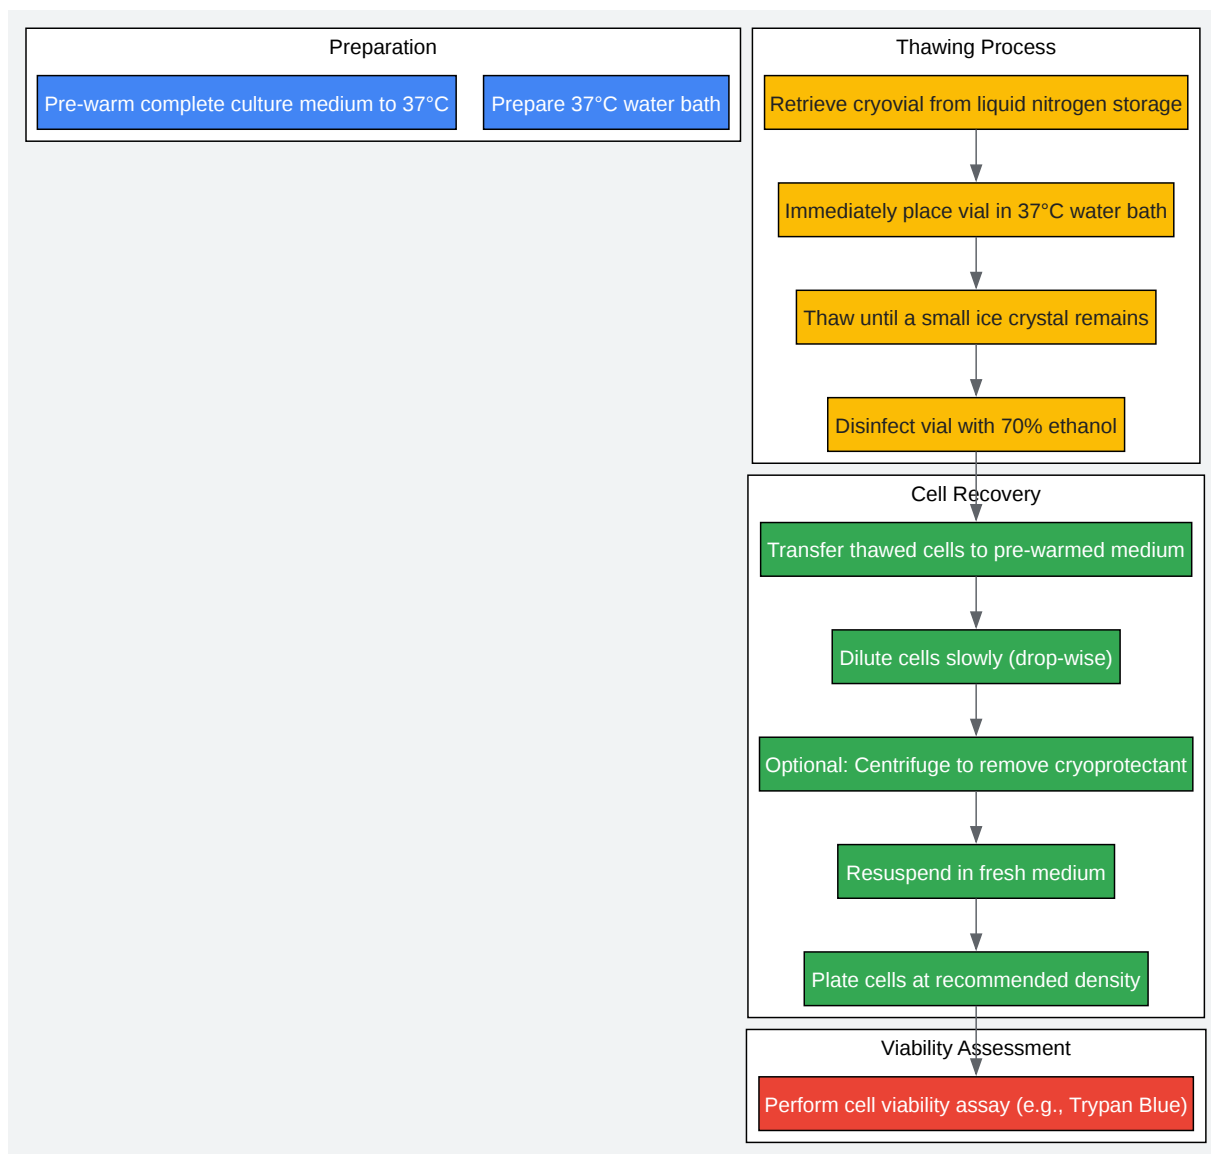 Preparation
Pre-warm complete culture medium to 37°C
Prepare 37°C water bath
Thawing Process
Retrieve cryovial from liquid nitrogen storage
Immediately place vial in 37°C water bath
Thaw until a small ice crystal remains
Disinfect vial with 70% ethanol
Cell Recovery
Transfer thawed cells to pre-warmed medium
Dilute cells slowly (drop-wise)
Optional: Centrifuge to remove cryoprotectant
Resuspend in fresh medium
Plate cells at recommended density
Viability Assessment
Perform cell viability assay (e.g., Trypan Blue)